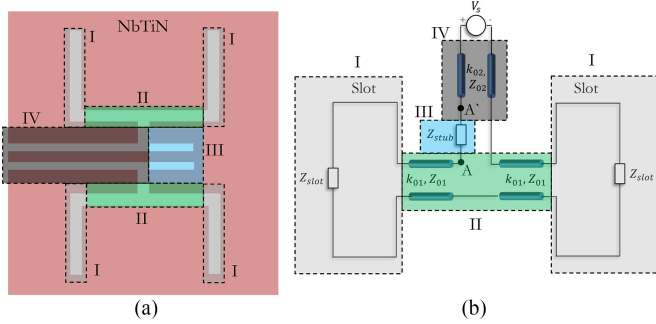 I
NbTiN
I
II
IV
III
II
I
I
(a)
V_s
+ -
IV
I
I
Slot
k_02,
Z_02
Slot
III
A`
Z_stub
Z_slot
A
Z_slot
k_01, Z_01
k_01, Z_01
II
(b)